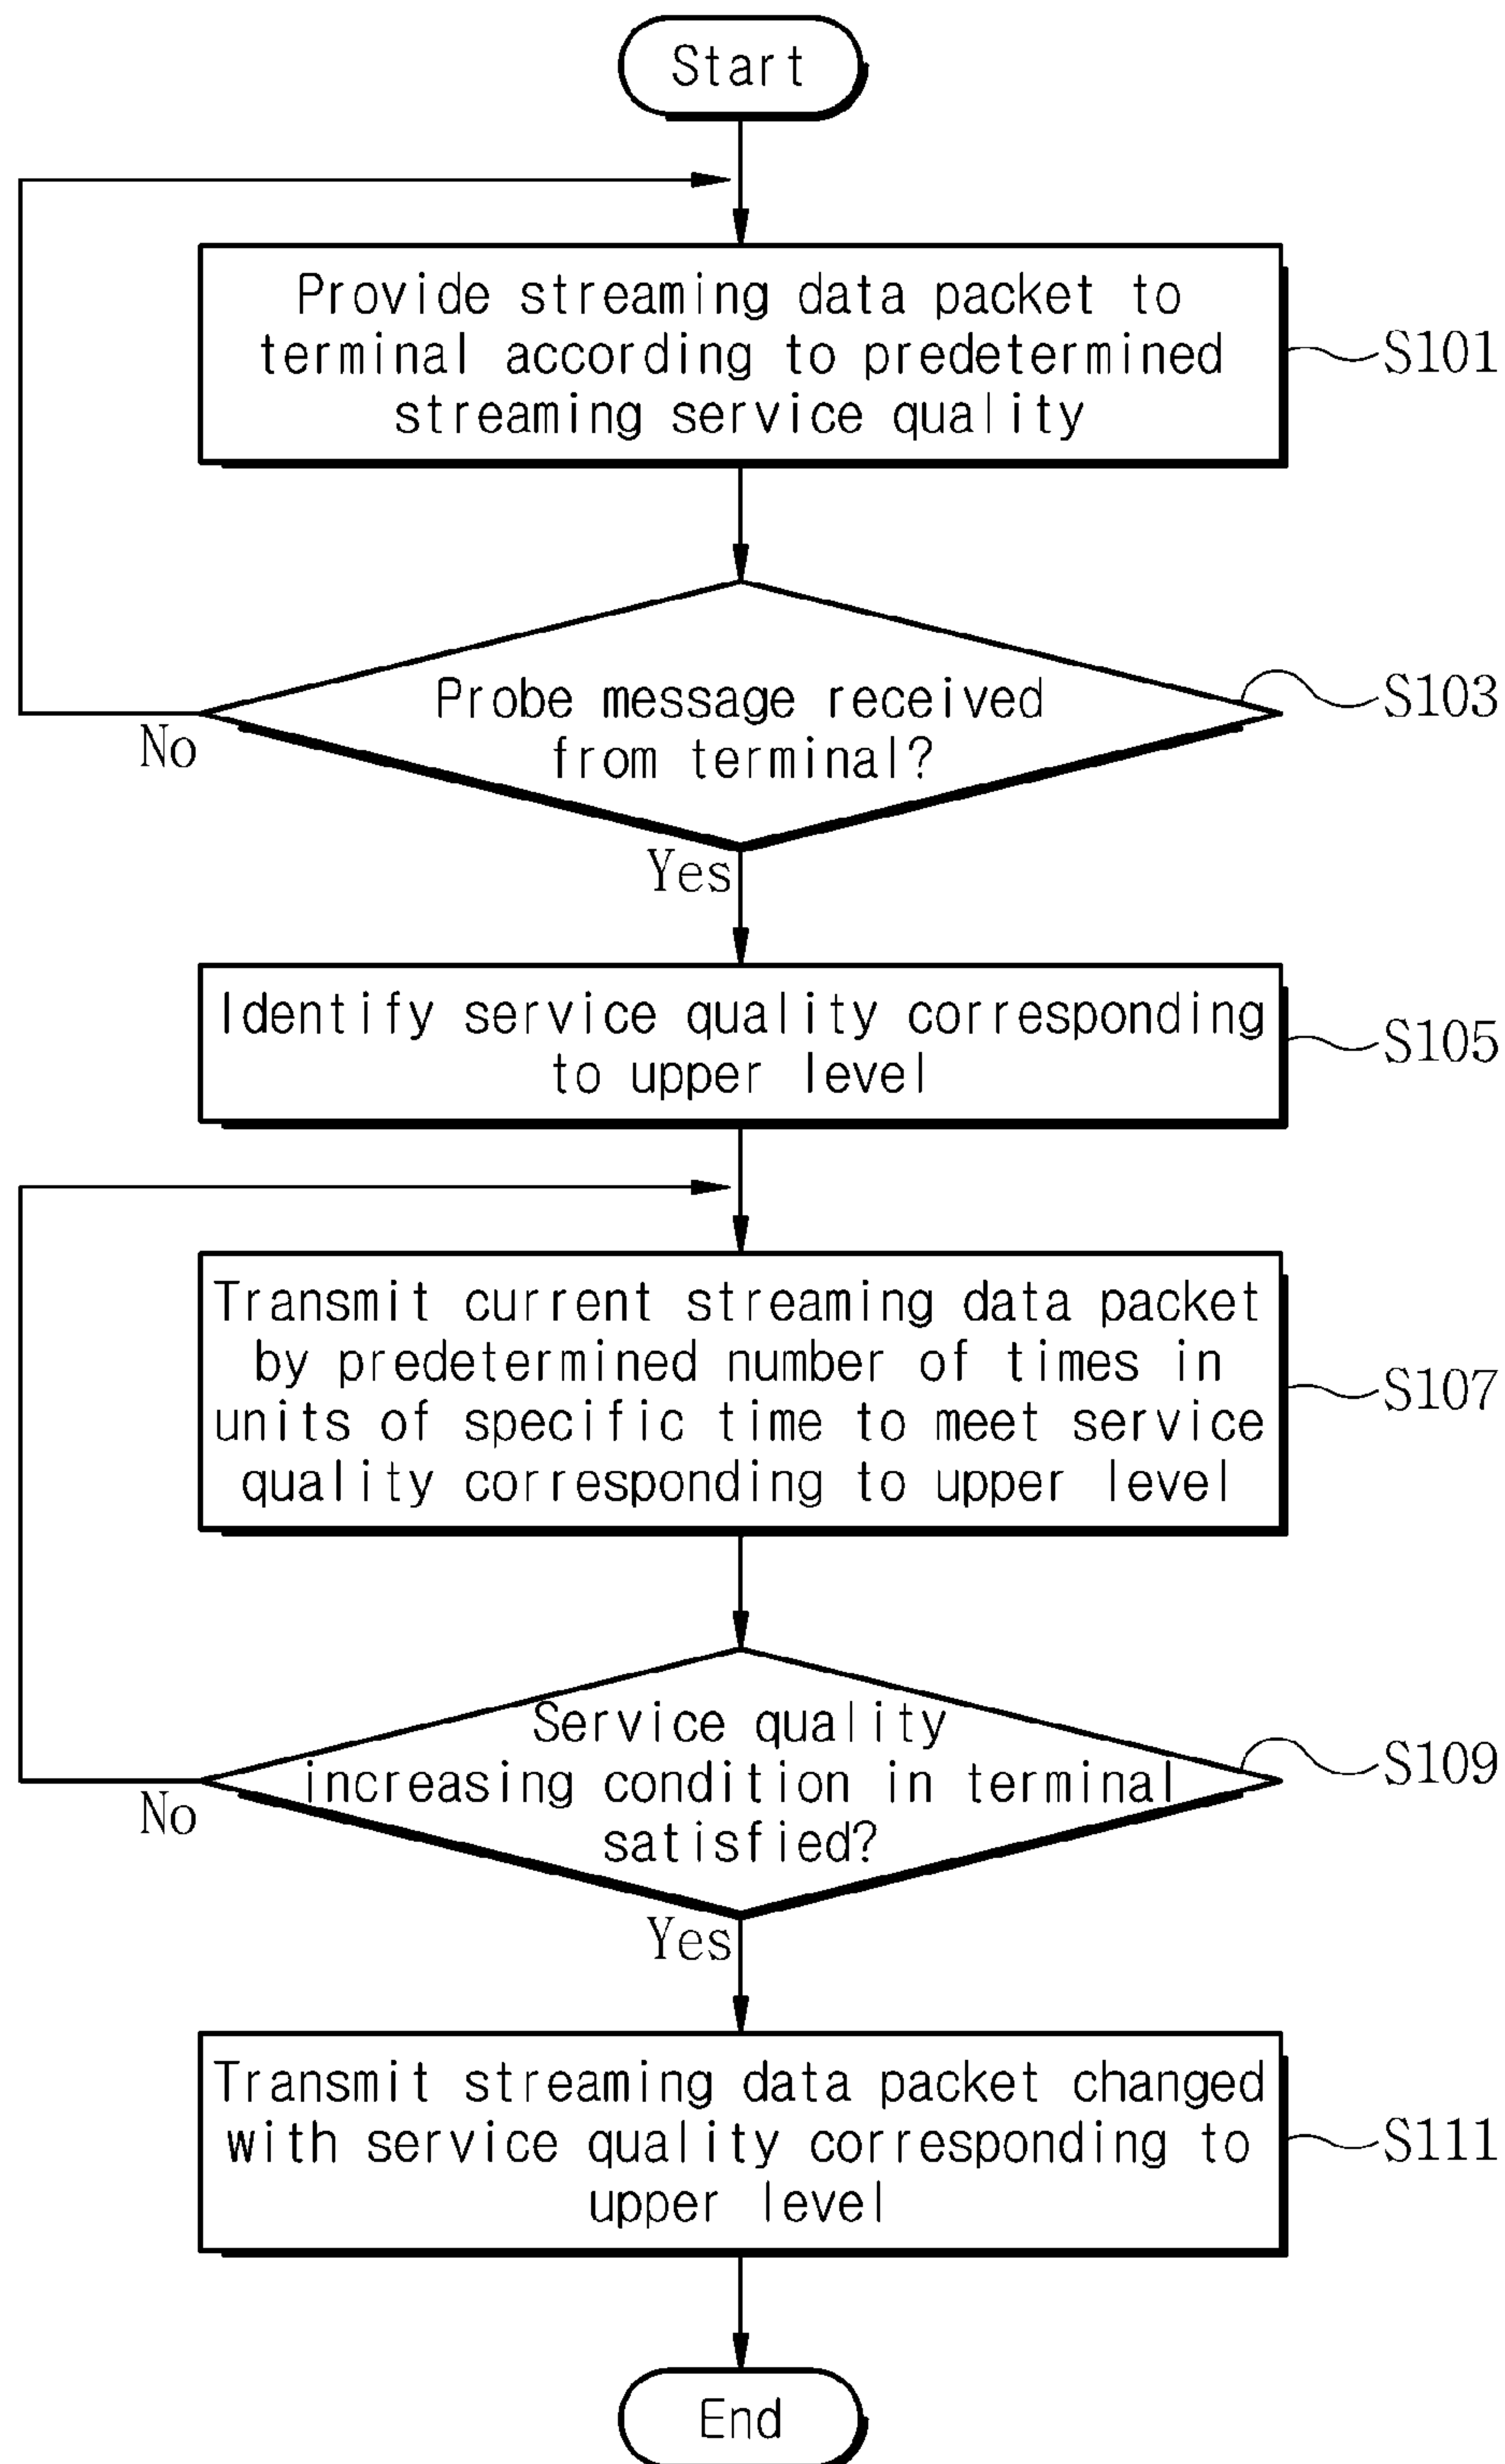 Start
Provide streaming data packet to
terminal according to predetermined
streaming service quality
S101
Probe message received
from terminal?
S103
No
Yes
Identify service quality corresponding
to upper level
S105
Transmit current streaming data packet
by predetermined number of times in
units of specific time to meet service
quality corresponding to upper level
S107
Service quality
increasing condition in terminal
satisfied?
S109
No
Yes
Transmit streaming data packet changed
with service quality corresponding to
upper level
S111
End